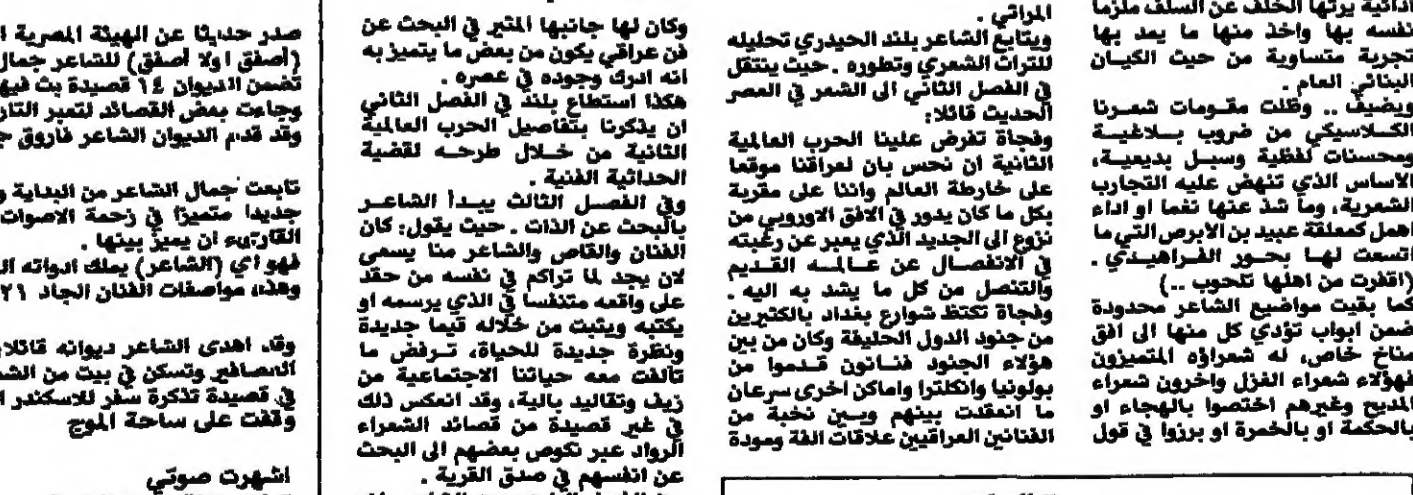 اذاتية يرثها الخلف عن السلف ملزما
نفسه بها واخذ منها ما يمد بها
تجربة متساوية من حيث الكيان
البنائي العام .
ويضيف .. وظلت مقومات شعرنا
الكلاسيكي من ضروب بلاغية
ومحسنات لفظية وسبل بديعية،
الاساس الذي تنهض عليه التجارب
الشعرية، وما شذ عنها نغما او اداء
اهمل كمعلقة عبيد بن الابرص التي ما
اتسعت لها بحور الفراهيدي .
(اقفرت من اهلها تلحوب ..)
كما بقيت مواضيع الشاعر محدودة
ضمن ابواب تؤدي كل منها الى افق
مناخ خاص، له شعراؤه المتميزون
فهؤلاء شعراء الغزل واخرون شعراء
المديح وغيرهم اختصوا بالهجاء او
بالحكمة او بالخمرة او برزوا في قول
المراثي .
ويتابع الشاعر بلند الحيدري تحليله
للتراث الشعري وتطوره . حيث ينتقل
في الفصل الثاني الى الشعر في العصر
الحديث قائلا:
وفجاة تفرض علينا الحرب العالمية
الثانية ان نحس بان لعراقنا موقعا
على خارطة العالم واننا على مقربة
بكل ما كان يدور في الافق الاوروبي من
نزوع الى الجديد الذي يعبر عن رغبته
في الانفصال عن عالمه القديم
والتنصل من كل ما يشد به اليه .
وفجاة تكتظ شوارع بغداد بالكثيرين
من جنود الدول الحليفة وكان من بين
هؤلاء الجنود فنانون قدموا من
بولونيا وانكلترا واماكن اخرى سرعان
ما انعقدت بينهم وبين نخبة من
الفنانين العراقيين علاقات الفة ومودة
وكان لها جانبها المثير في البحث عن
فن عراقي يكون من بعض ما يتميز به
انه ادرك وجوده في عصره .
هكذا استطاع بلند في الفصل الثاني
ان يذكرنا بتفاصيل الحرب العالمية
الثانية من خلال طرحه لقضية
الحداثية الفنية .
وفي الفصل الثالث يبدأ الشاعر
بالبحث عن الذات . حيث يقول: كان
الفنان والقاص والشاعر منا يسعى
لان يجد لما تراكم في نفسه من حقد
على واقعه متنفسا في الذي يرسمه او
يكتبه ويثبت من خلاله قيما جديدة
ونظرة جديدة للحياة، ترفض ما
تآلفت معه حياتنا الاجتماعية من
زيف وتقاليد بالية، وقد انعكس ذلك
في غير قصيدة من قصائد الشعراء
الرواد عبر نكوص بعضهم الى البحث
عن انفسهم في صدق القرية .
صدر حديثا عن الهيئة المصرية
(أصفق اولا أصفق) للشاعر جمال
تضمن الديوان ١٤ قصيدة بث فيها
وجاءت بعض القصائد لتعبر
وقد قدم الديوان الشاعر فاروق
تابعت جمال الشاعر من البداية
جديدا متميزا في زحمة الاصوات
القارىء ان يميز بينها .
فهو اي (الشاعر) يملك ادواته
وهذه مواصفات الفنان الجاد ٢١
وقد اهدى الشاعر ديوانه قائلا
العصافير وتسكن في بيت من
في قصيدة تذكرة سفر للاسكندر
وقفت على ساحة الموج
اشهرت صوتي